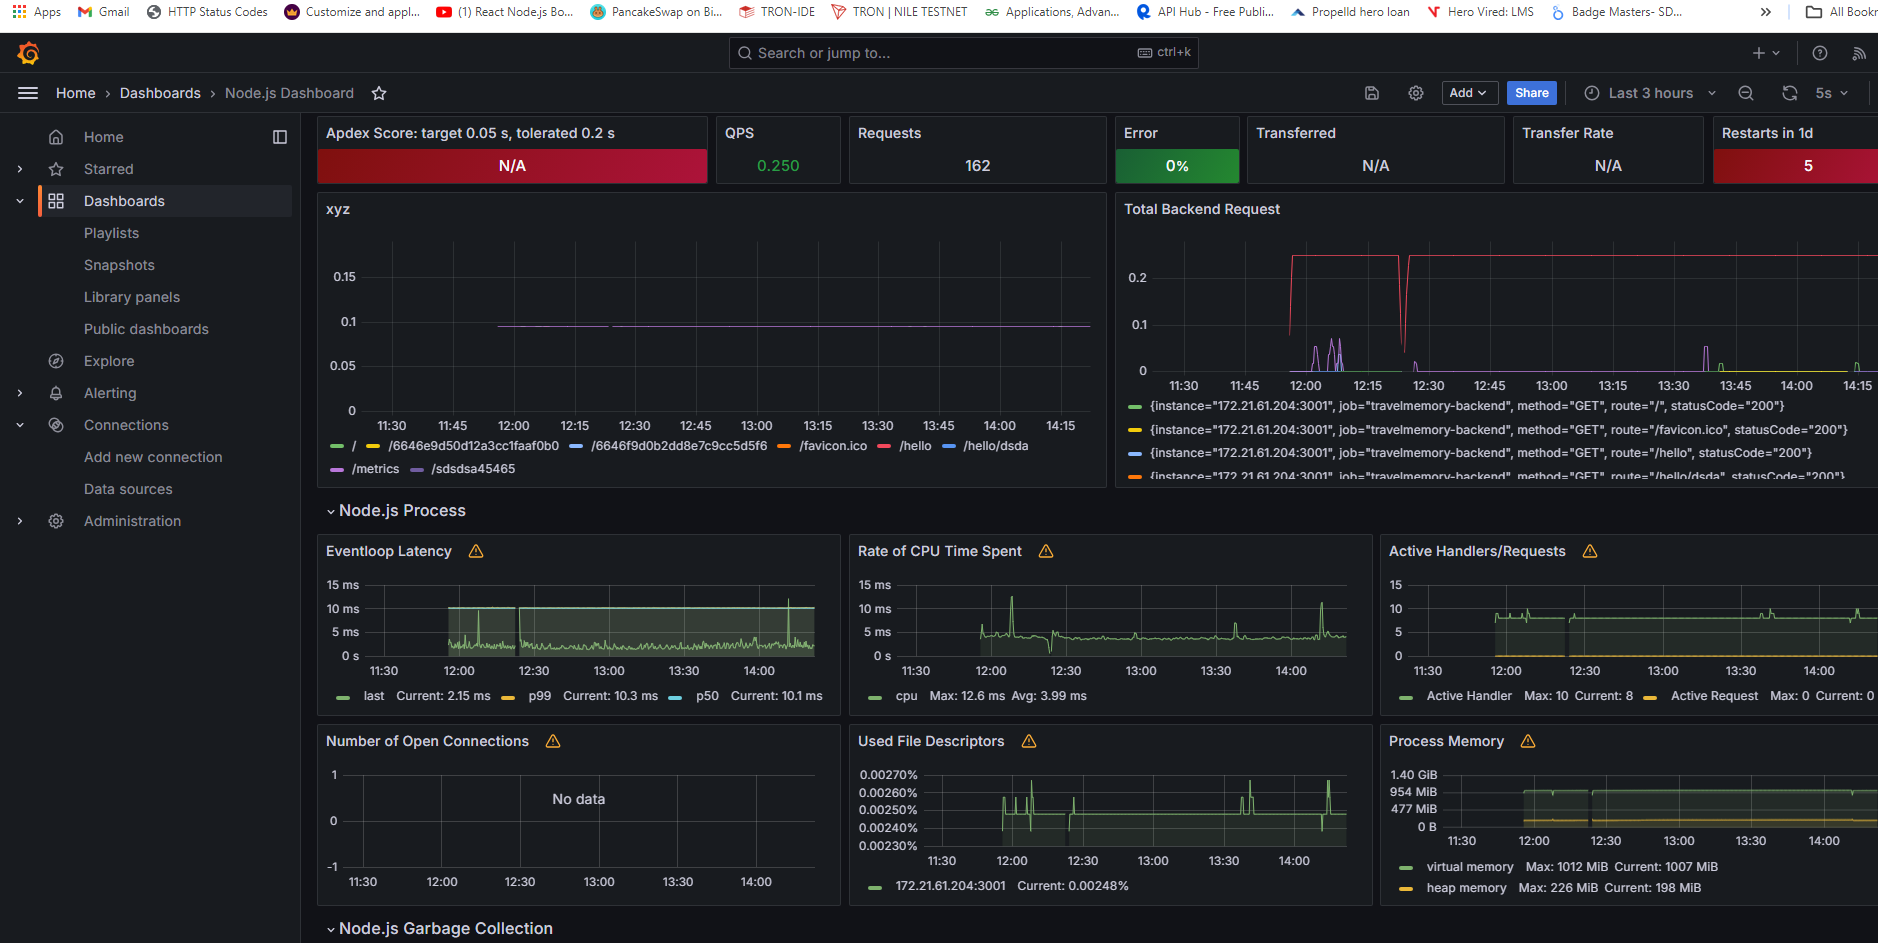 Apps Gmail HTTP Status Codes Customize and appl... (1) React Node.js Bo... PancakeSwap on Bi... TRON-IDE TRON | NILE TESTNET Applications, Advan... API Hub - Free Publi... Propelld hero loan Hero Vired: LMS Badge Masters- SD... » All Bookr
Search or jump to... ctrl+k
Home › Dashboards › Node.js Dashboard Add Share Last 3 hours 5s
Home
Starred
Dashboards
Playlists
Snapshots
Library panels
Public dashboards
Explore
Alerting
Connections
Add new connection
Data sources
Administration
Apdex Score: target 0.05 s, tolerated 0.2 s
N/A
QPS
0.250
Requests
162
Error
0%
Transferred
N/A
Transfer Rate
N/A
Restarts in 1d
5
xyz
0.15
0.1
0.05
0
11:30 11:45 12:00 12:15 12:30 12:45 13:00 13:15 13:30 13:45 14:00 14:15
/ /6646e9d50d12a3cc1faaf0b0 /6646f9d0b2dd8e7c9cc5d5f6 /favicon.ico /hello /hello/dsda
/metrics /sdsdsa45465
Total Backend Request
0.2
0.1
0
11:30 11:45 12:00 12:15 12:30 12:45 13:00 13:15 13:30 13:45 14:00 14:15
{instance="172.21.61.204:3001", job="travelmemory-backend", method="GET", route="/", statusCode="200"}
{instance="172.21.61.204:3001", job="travelmemory-backend", method="GET", route="/favicon.ico", statusCode="200"}
{instance="172.21.61.204:3001", job="travelmemory-backend", method="GET", route="/hello", statusCode="200"}
{instance="172.21.61.204:3001", job="travelmemory-backend", method="GET", route="/hello/dsda", statusCode="200"}
Node.js Process
Eventloop Latency
15 ms
10 ms
5 ms
0 s
11:30 12:00 12:30 13:00 13:30 14:00
last Current: 2.15 ms p99 Current: 10.3 ms p50 Current: 10.1 ms
Rate of CPU Time Spent
15 ms
10 ms
5 ms
0 s
11:30 12:00 12:30 13:00 13:30 14:00
cpu Max: 12.6 ms Avg: 3.99 ms
Active Handlers/Requests
15
10
5
0
11:30 12:00 12:30 13:00 13:30 14:00
Active Handler Max: 10 Current: 8 Active Request Max: 0 Current: 0
Number of Open Connections
1
0
-1
No data
11:30 12:00 12:30 13:00 13:30 14:00
Used File Descriptors
0.00270%
0.00260%
0.00250%
0.00240%
0.00230%
11:30 12:00 12:30 13:00 13:30 14:00
172.21.61.204:3001 Current: 0.00248%
Process Memory
1.40 GiB
954 MiB
477 MiB
0 B
11:30 12:00 12:30 13:00 13:30 14:00
virtual memory Max: 1012 MiB Current: 1007 MiB
heap memory Max: 226 MiB Current: 198 MiB
Node.js Garbage Collection